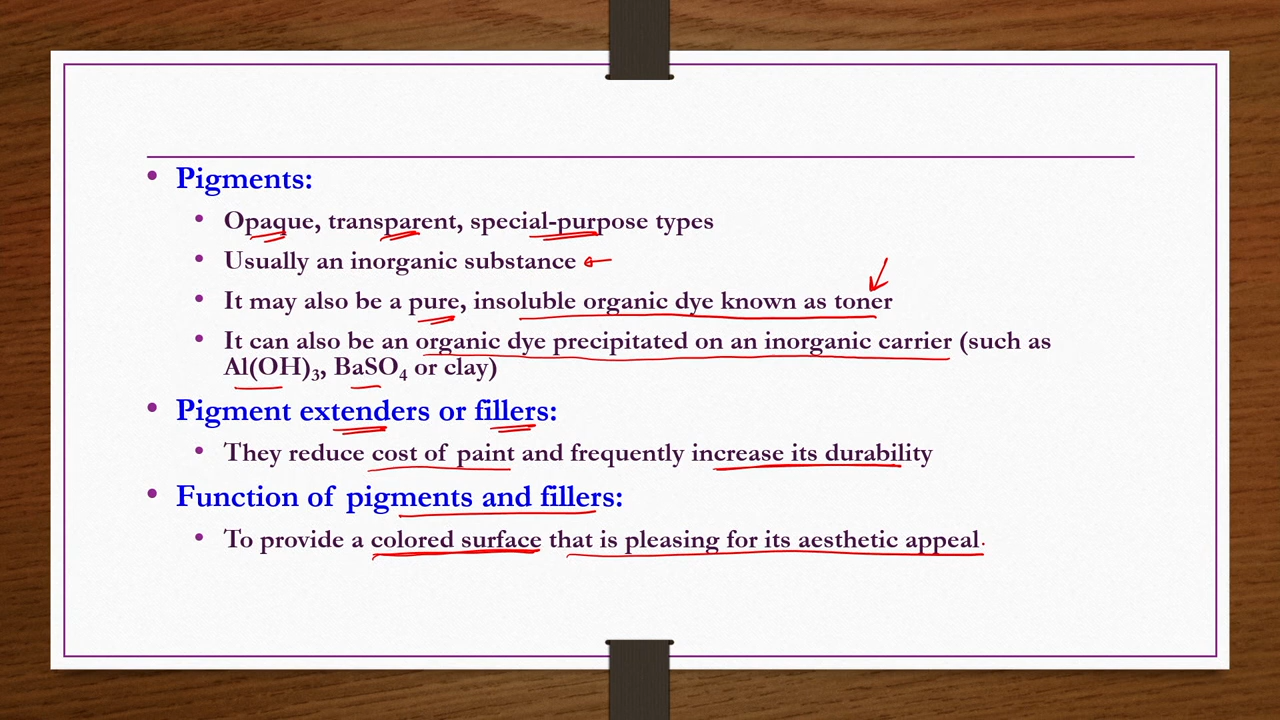 • Pigments:
• Opaque, transparent, special-purpose types
• Usually an inorganic substance
• It may also be a pure, insoluble organic dye known as toner
• It can also be an organic dye precipitated on an inorganic carrier (such as
Al(OH)₃, BaSO₄ or clay)
• Pigment extenders or fillers:
• They reduce cost of paint and frequently increase its durability
• Function of pigments and fillers:
• To provide a colored surface that is pleasing for its aesthetic appeal.